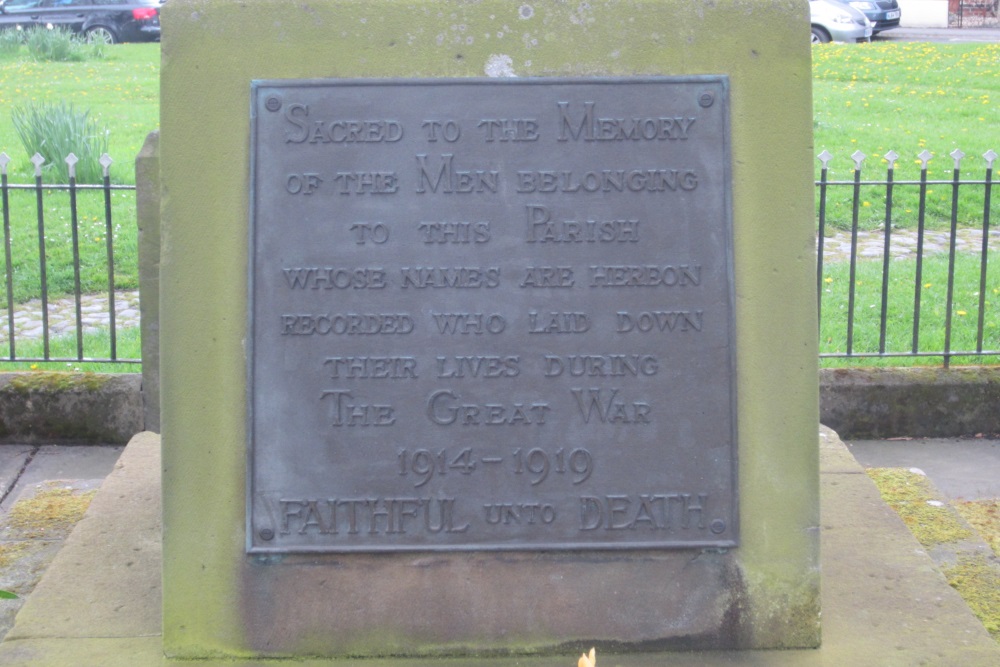 Sacred to the Memory
of the Men belonging
to this Parish
whose names are hereon
recorded who laid down
their lives during
The Great War
1914-1919
FAITHFUL unto DEATH